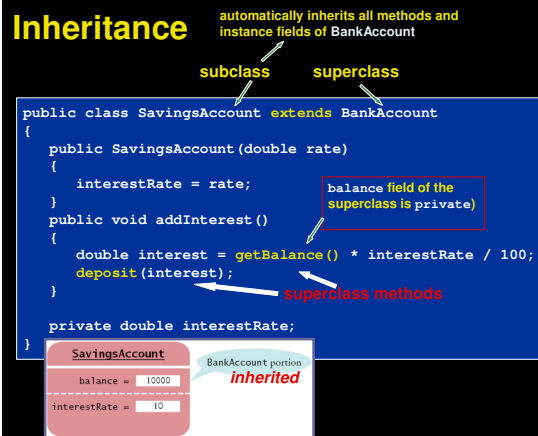 Inheritance
automatically inherits all methods and
instance fields of BankAccount
subclass
superclass
public class SavingsAccount extends BankAccount
{
public SavingsAccount(double rate)
{
interestRate = rate;
}
balance field of the
superclass is private)
public void addInterest()
{
double interest = getBalance() * interestRate / 100;
deposit(interest);
}
superclass methods
private double interestRate;
}
SavingsAccount
balance = 10000
interestRate = 10
BankAccount portion
inherited